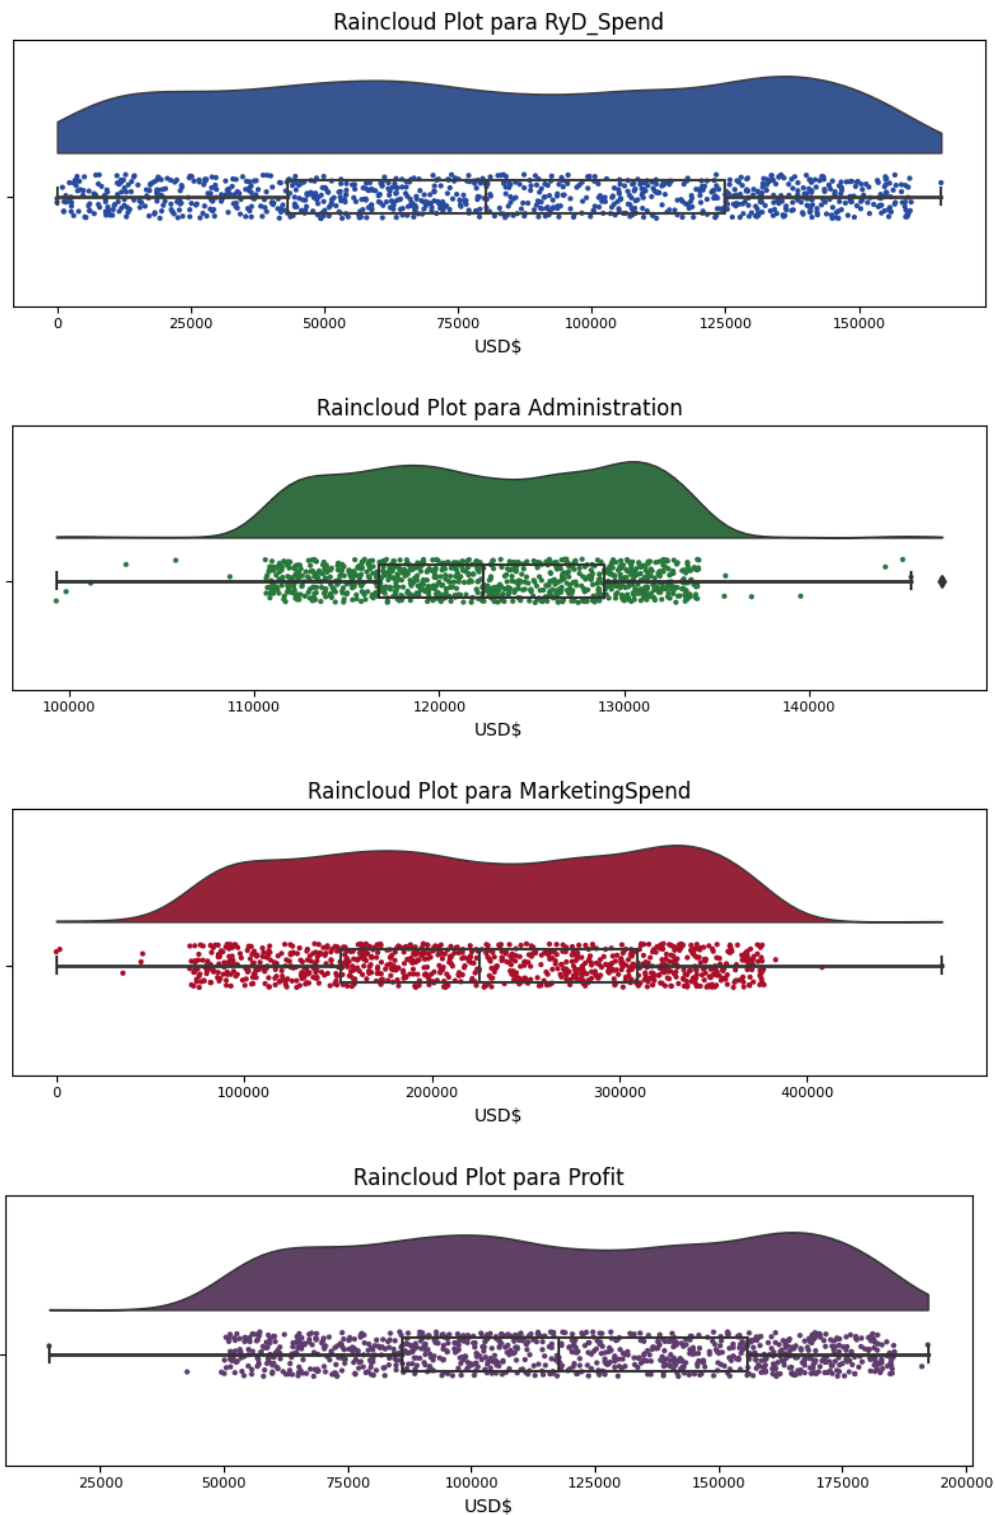 Raincloud Plot para RyD_Spend
0 25000 50000 75000 100000 125000 150000
USD$
Raincloud Plot para Administration
100000 110000 120000 130000 140000
USD$
Raincloud Plot para MarketingSpend
0 100000 200000 300000 400000
USD$
Raincloud Plot para Profit
25000 50000 75000 100000 125000 150000 175000 200000
USD$